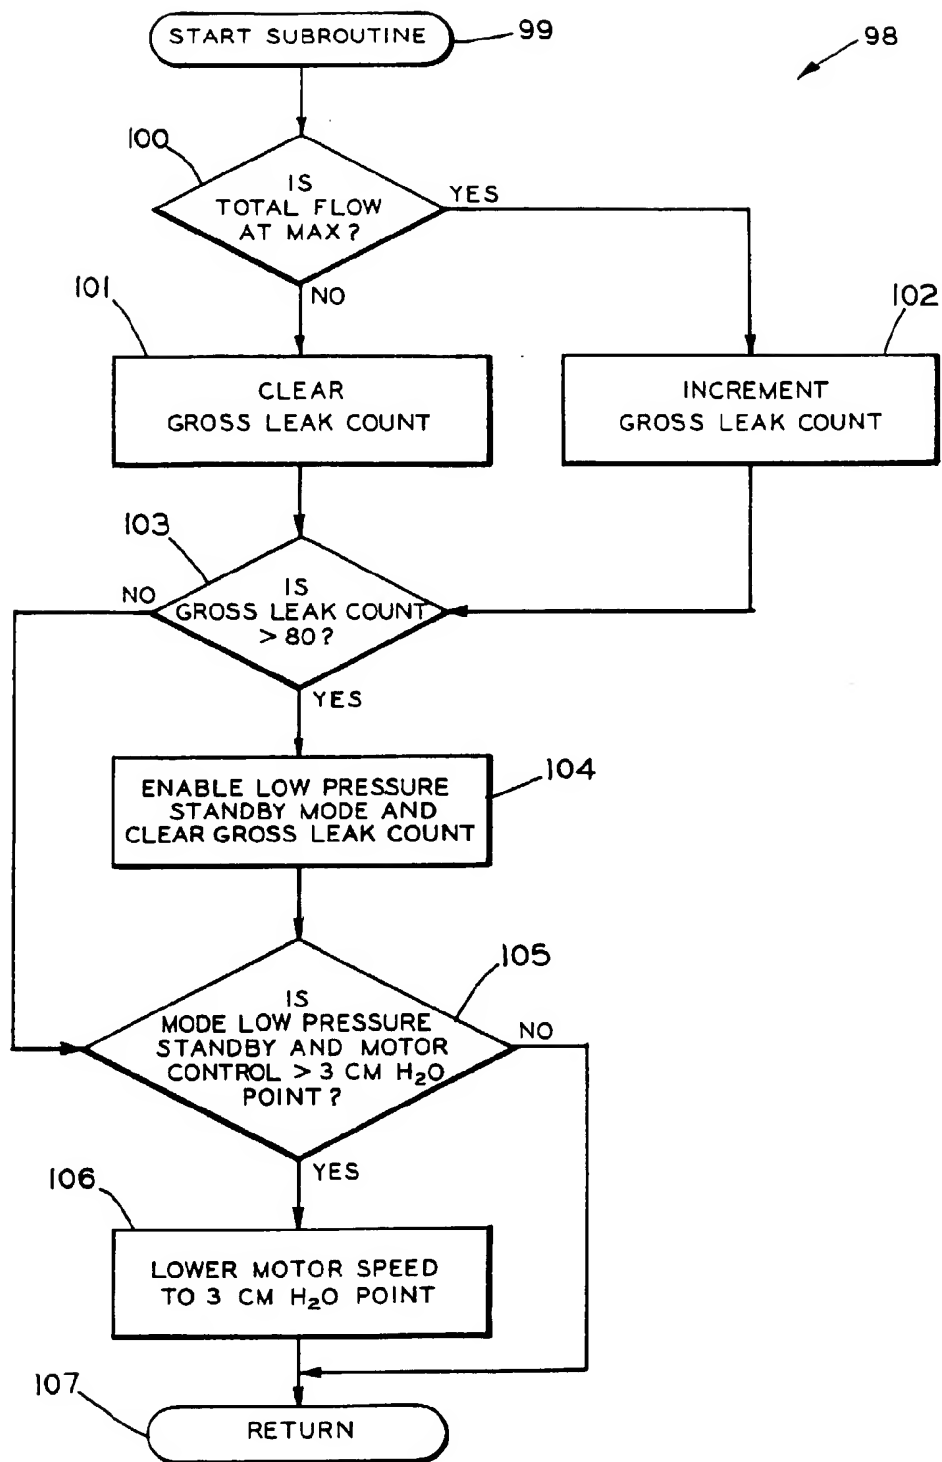 START SUBROUTINE
99
98
100
IS
TOTAL FLOW
AT MAX?
YES
NO
101
CLEAR
GROSS LEAK COUNT
102
INCREMENT
GROSS LEAK COUNT
103
IS
GROSS LEAK COUNT
> 80?
NO
YES
ENABLE LOW PRESSURE
STANDBY MODE AND
CLEAR GROSS LEAK COUNT
104
105
IS
MODE LOW PRESSURE
STANDBY AND MOTOR
CONTROL > 3 CM H₂O
POINT?
NO
YES
106
LOWER MOTOR SPEED
TO 3 CM H₂O POINT
107
RETURN